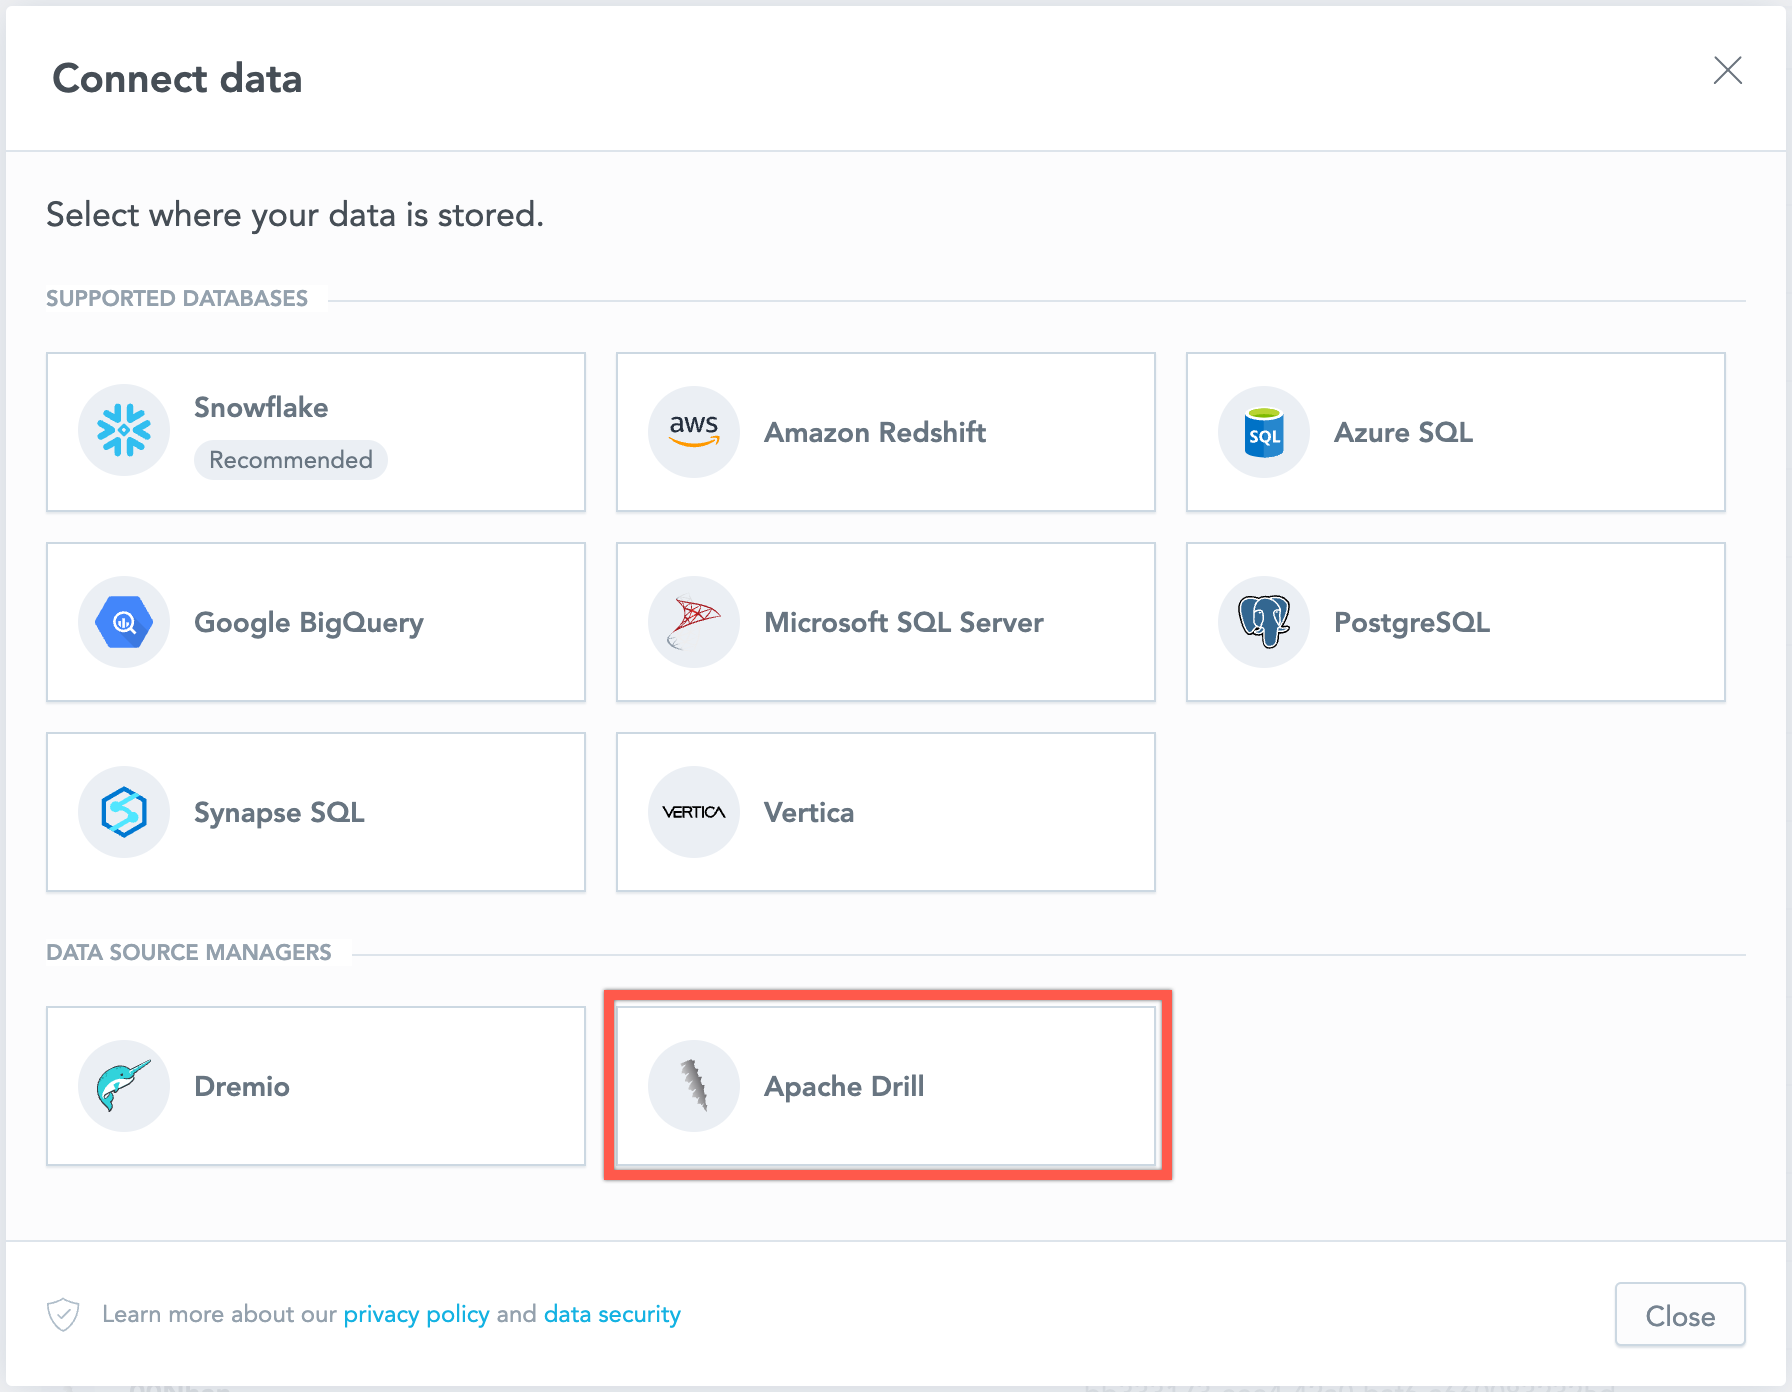 Connect data
Select where your data is stored.
SUPPORTED DATABASES
Snowflake
Recommended
aws
Amazon Redshift
SQL
Azure SQL
Google BigQuery
Microsoft SQL Server
PostgreSQL
Synapse SQL
VERTICA
Vertica
DATA SOURCE MANAGERS
Dremio
Apache Drill
Learn more about our privacy policy and data security
Close